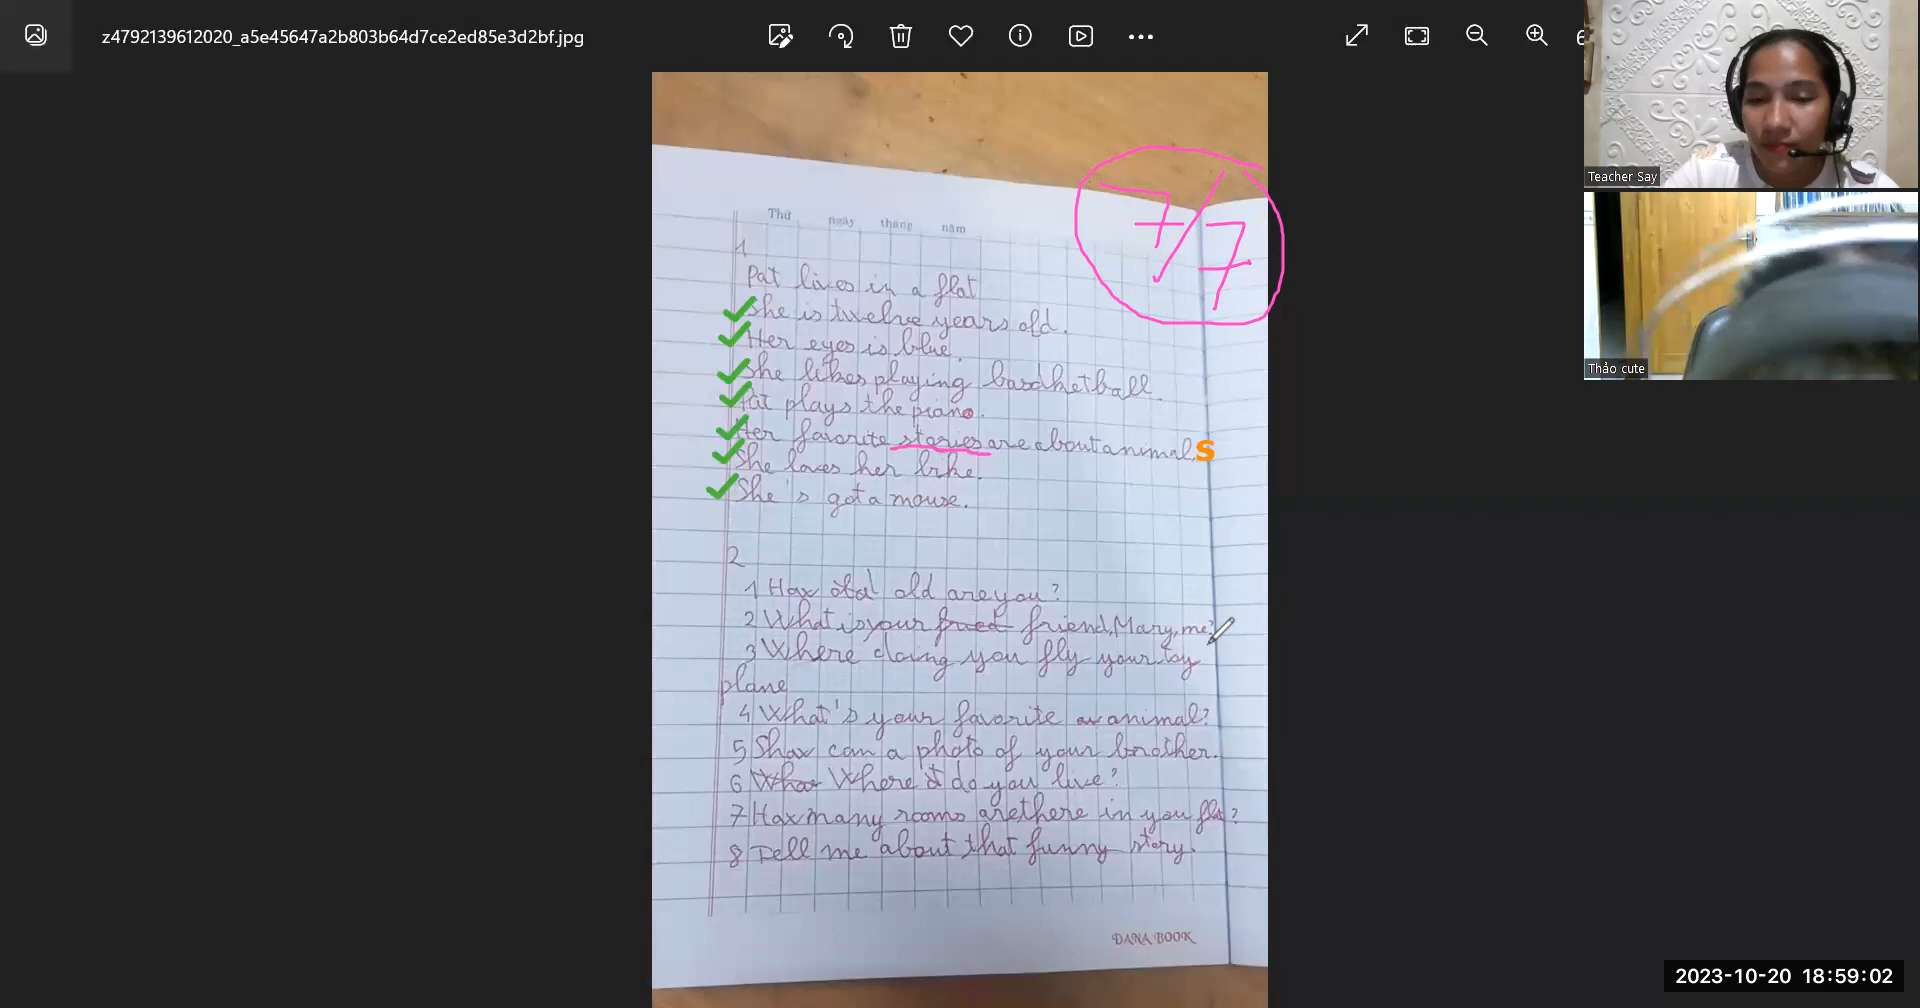 z4792139612020_a5e45647a2b803b64d7ce2ed85e3d2bf.jpg
Teacher Say
Thảo cute
7/7
Thứ ngày tháng năm
1
Pat lives in a flat
She is twelve years old.
Her eyes is blue.
She likes playing basdketball.
Pat plays the piano.
Her favorite stories are about animal, s
She loves her bike.
She's got a mouse.
2
1 How old are you?
2 What is your friend, Mary, me?
3 Where doing you fly your toy
plane
4 What's your favorite animal?
5 Show can a photo of your brother.
6 Where do you live?
7 How many rooms are there in you flat?
8 Tell me about that funny story.
DANA BOOK
2023-10-20 18:59:02